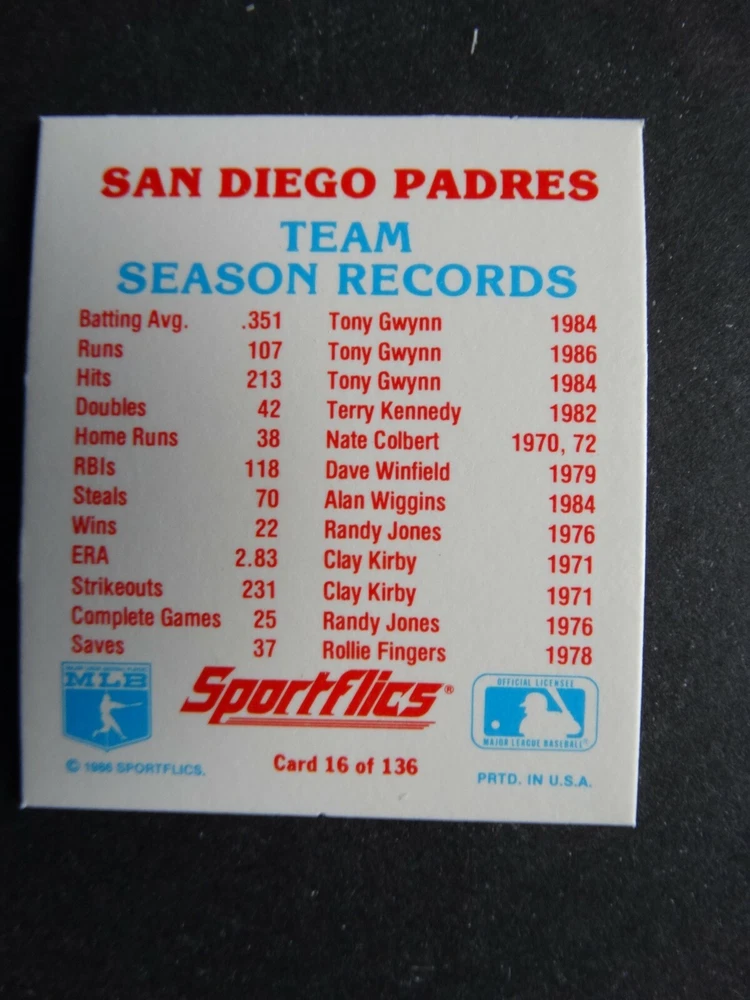 SAN DIEGO PADRES
TEAM
SEASON RECORDS
Batting Avg. .351 Tony Gwynn 1984
Runs 107 Tony Gwynn 1986
Hits 213 Tony Gwynn 1984
Doubles 42 Terry Kennedy 1982
Home Runs 38 Nate Colbert 1970, 72
RBIs 118 Dave Winfield 1979
Steals 70 Alan Wiggins 1984
Wins 22 Randy Jones 1976
ERA 2.83 Clay Kirby 1971
Strikeouts 231 Clay Kirby 1971
Complete Games 25 Randy Jones 1976
Saves 37 Rollie Fingers 1978
MLB
Sportflics®
OFFICIAL LICENSEE
MAJOR LEAGUE BASEBALL
© 1986 SPORTFLICS.
Card 16 of 136
PRTD. IN U.S.A.